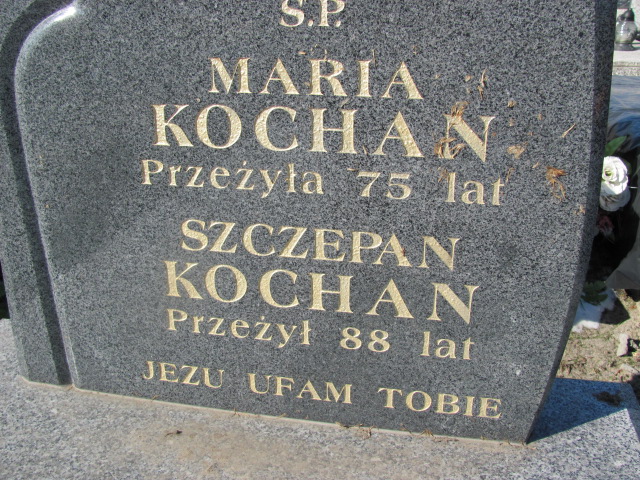 S.P.
MARIA
KOCHAN
Przeżyła 75 lat
SZCZEPAN
KOCHAN
Przeżył 88 lat
JEZU UFAM TOBIE